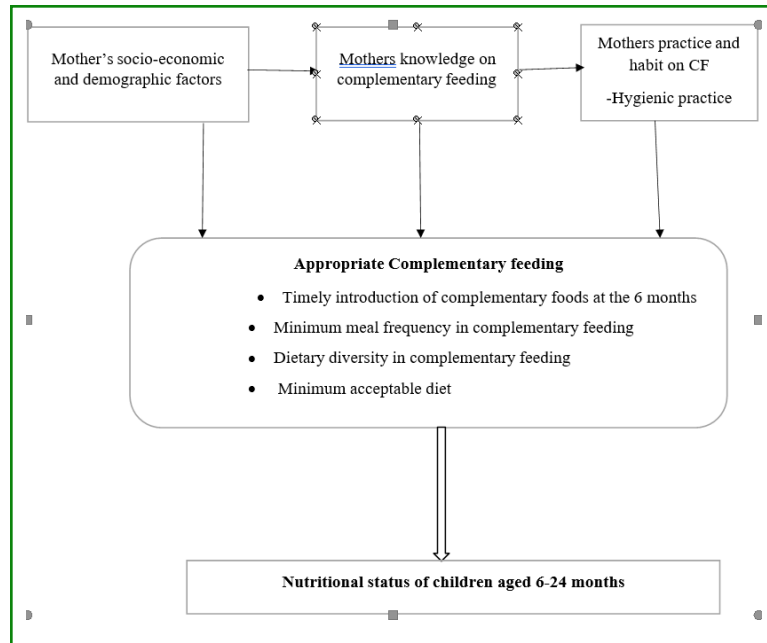 Mother's socio-economic
and demographic factors
Mothers knowledge on
complementary feeding
Mothers practice and
habit on CF
-Hygienic practice
Appropriate Complementary feeding
• Timely introduction of complementary foods at the 6 months
• Minimum meal frequency in complementary feeding
• Dietary diversity in complementary feeding
• Minimum acceptable diet
Nutritional status of children aged 6-24 months